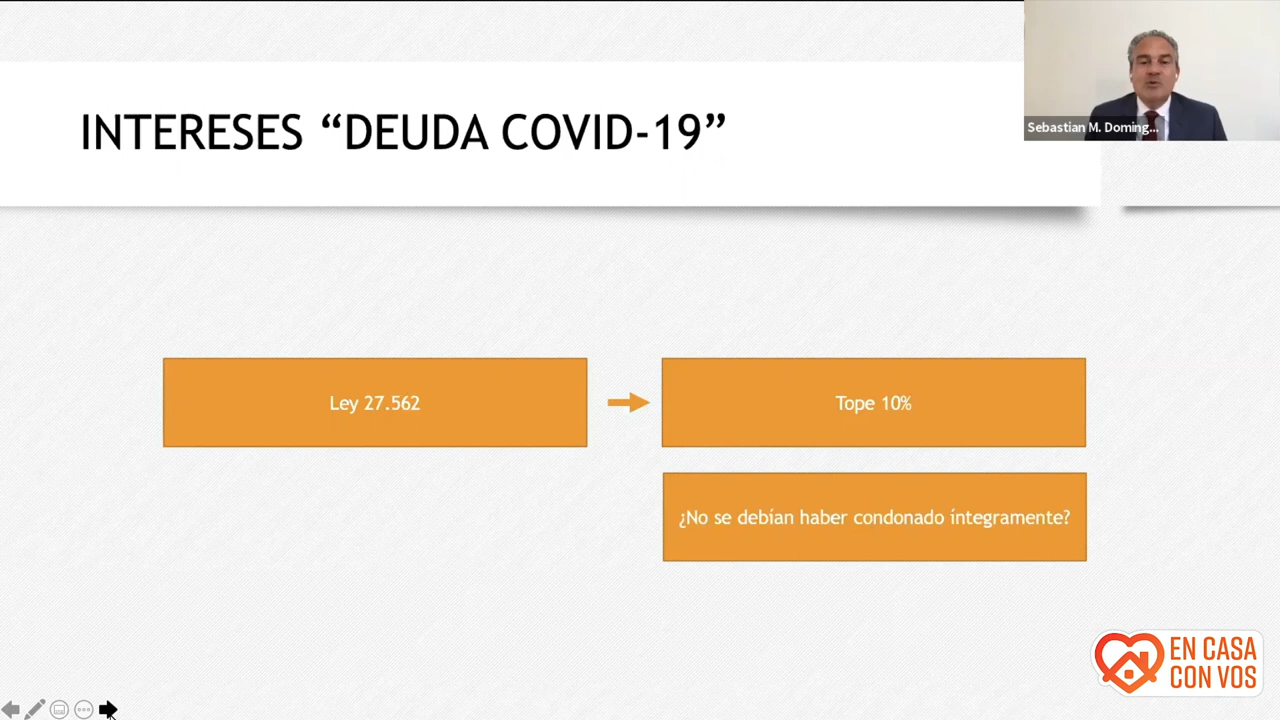 INTERESES “DEUDA COVID-19”
Sebastian M. Doming...
Ley 27.562
Tope 10%
¿No se debían haber condonado íntegramente?
EN CASA
CON VOS